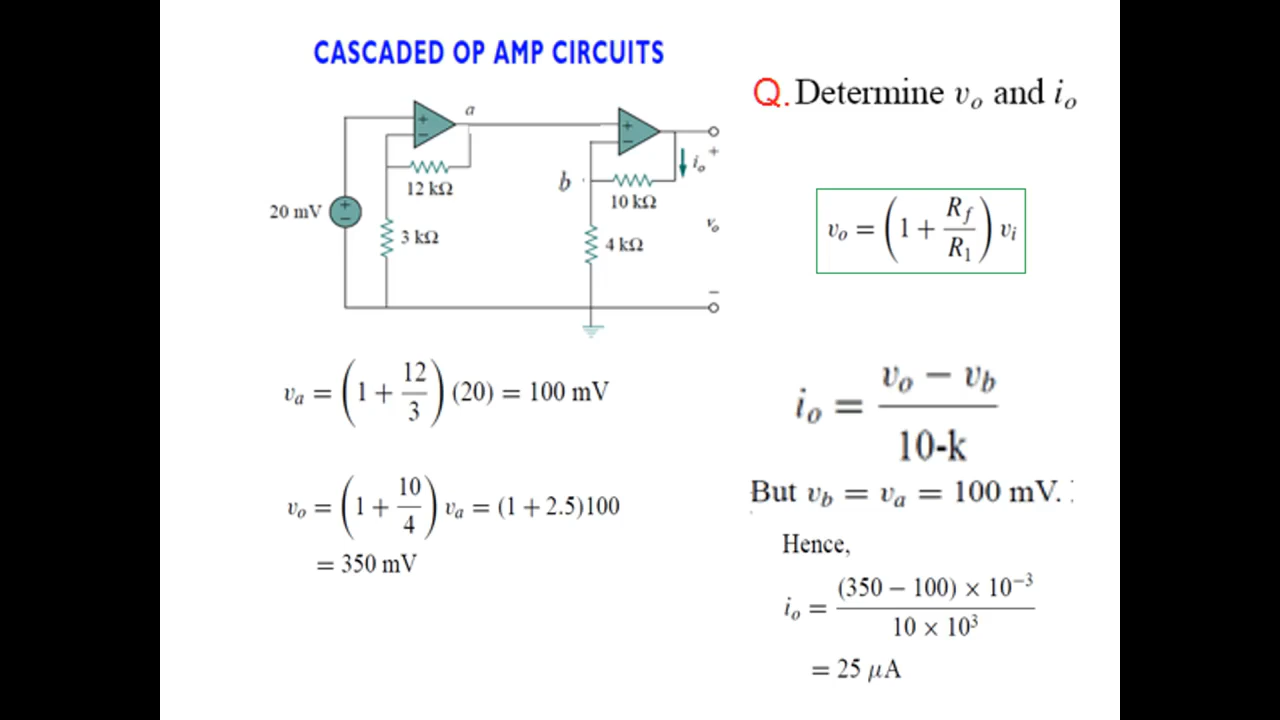 CASCADED OP AMP CIRCUITS
Q. Determine v_o and i_o
a
+
−
12 kΩ
20 mV
+
−
3 kΩ
+
−
b
10 kΩ
4 kΩ
i_o
+
v_o
−
v_o = (1 + R_f/R_1) v_i
v_a = (1 + 12/3) (20) = 100 mV
v_o = (1 + 10/4) v_a = (1 + 2.5)100
= 350 mV
i_o = (v_o − v_b)/10-k
But v_b = v_a = 100 mV.
Hence,
i_o = (350 − 100) × 10⁻³/10 × 10³
= 25 μA